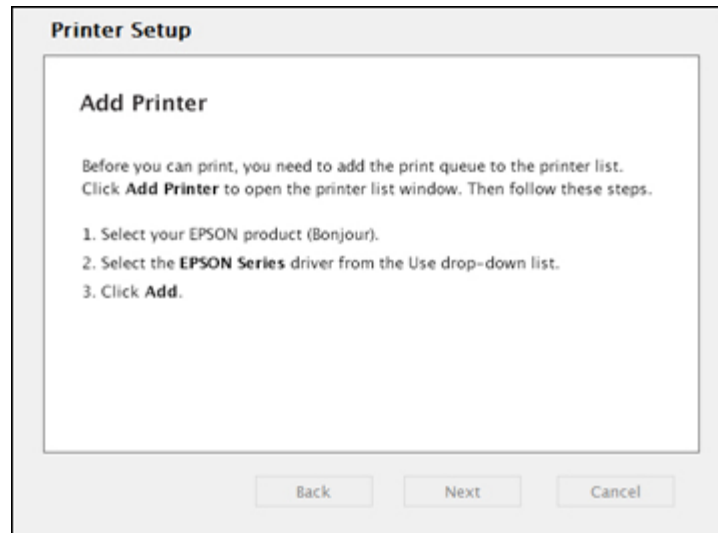 Printer Setup
Add Printer
Before you can print, you need to add the print queue to the printer list.
Click Add Printer to open the printer list window. Then follow these steps.
1. Select your EPSON product (Bonjour).
2. Select the EPSON Series driver from the Use drop-down list.
3. Click Add.
Back Next Cancel